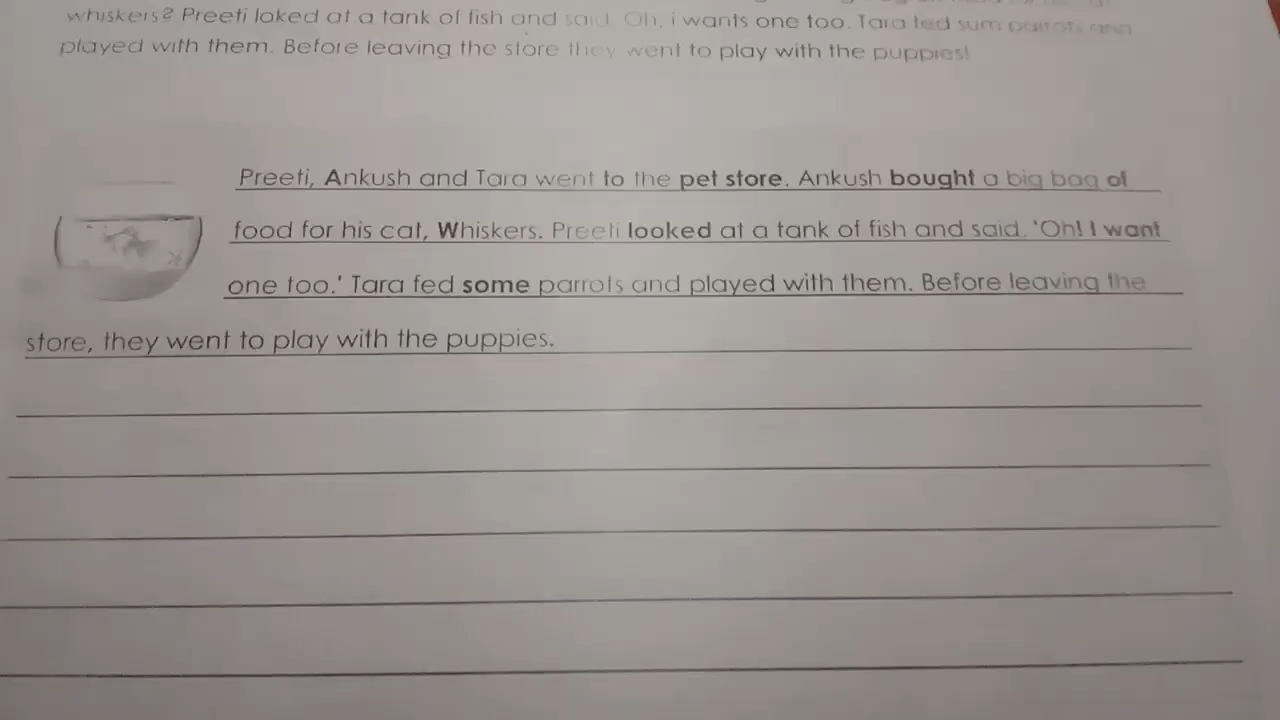 whiskers? Preeti loked at a tank of fish and said. Oh, i wants one too. Tara fed sum parrots and
played with them. Before leaving the store they went to play with the puppies!
Preeti, Ankush and Tara went to the pet store. Ankush bought a big bag of
food for his cat, Whiskers. Preeti looked at a tank of fish and said, 'Oh! I want
one too.' Tara fed some parrots and played with them. Before leaving the
store, they went to play with the puppies.